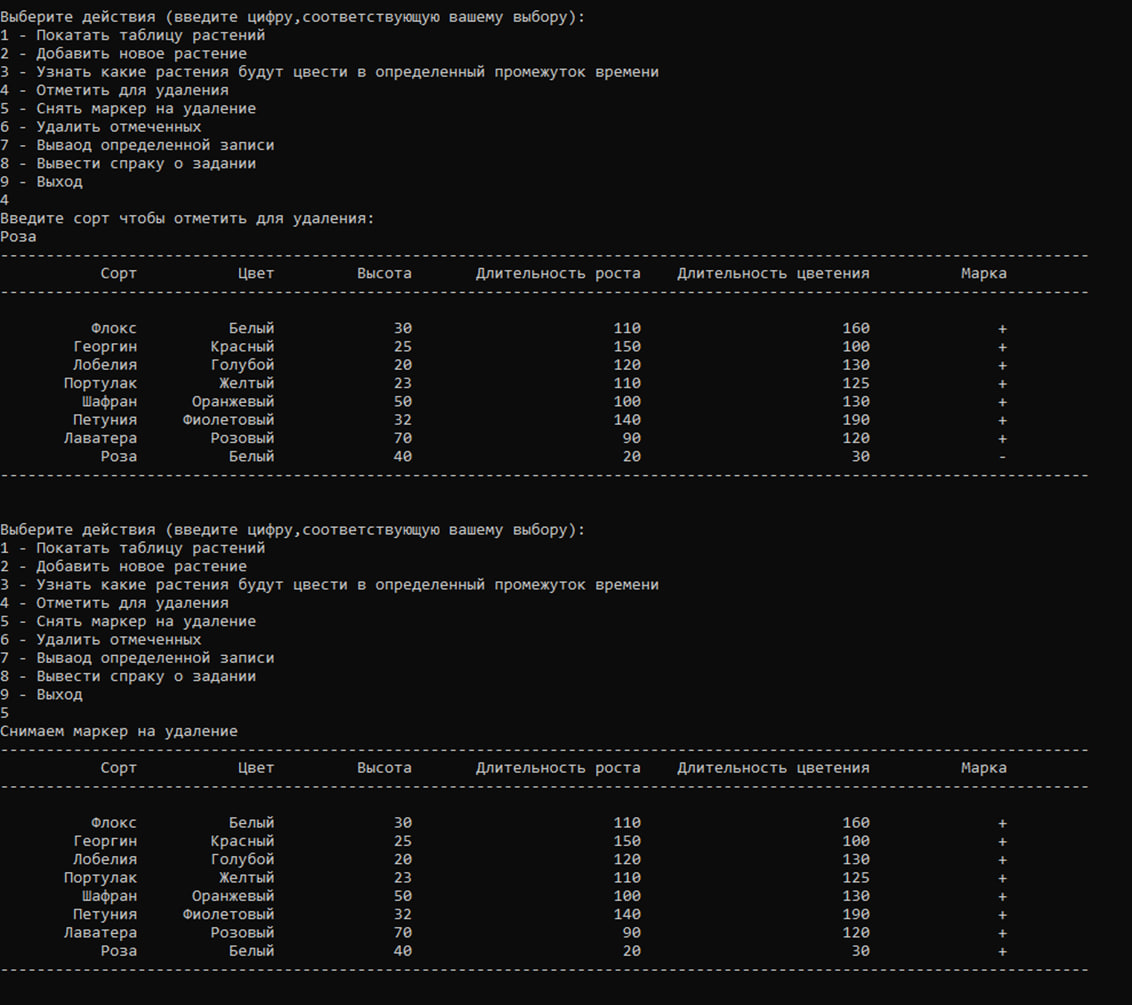 Выберите действия (введите цифру,соответствующую вашему выбору):
1 - Покатать таблицу растений
2 - Добавить новое растение
3 - Узнать какие растения будут цвести в определенный промежуток времени
4 - Отметить для удаления
5 - Снять маркер на удаление
6 - Удалить отмеченных
7 - Вываод определенной записи
8 - Вывести спраку о задании
9 - Выход
4
Введите сорт чтобы отметить для удаления:
Роза
-----------------------------------------------------------------------------------------------------------------------
Сорт Цвет Высота Длительность роста Длительность цветения Марка
-----------------------------------------------------------------------------------------------------------------------
Флокс Белый 30 110 160 +
Георгин Красный 25 150 100 +
Лобелия Голубой 20 120 130 +
Портулак Желтый 23 110 125 +
Шафран Оранжевый 50 100 130 +
Петуния Фиолетовый 32 140 190 +
Лаватера Розовый 70 90 120 +
Роза Белый 40 20 30 -
-----------------------------------------------------------------------------------------------------------------------
Выберите действия (введите цифру,соответствующую вашему выбору):
1 - Покатать таблицу растений
2 - Добавить новое растение
3 - Узнать какие растения будут цвести в определенный промежуток времени
4 - Отметить для удаления
5 - Снять маркер на удаление
6 - Удалить отмеченных
7 - Вываод определенной записи
8 - Вывести спраку о задании
9 - Выход
5
Снимаем маркер на удаление
-----------------------------------------------------------------------------------------------------------------------
Сорт Цвет Высота Длительность роста Длительность цветения Марка
-----------------------------------------------------------------------------------------------------------------------
Флокс Белый 30 110 160 +
Георгин Красный 25 150 100 +
Лобелия Голубой 20 120 130 +
Портулак Желтый 23 110 125 +
Шафран Оранжевый 50 100 130 +
Петуния Фиолетовый 32 140 190 +
Лаватера Розовый 70 90 120 +
Роза Белый 40 20 30 +
-----------------------------------------------------------------------------------------------------------------------